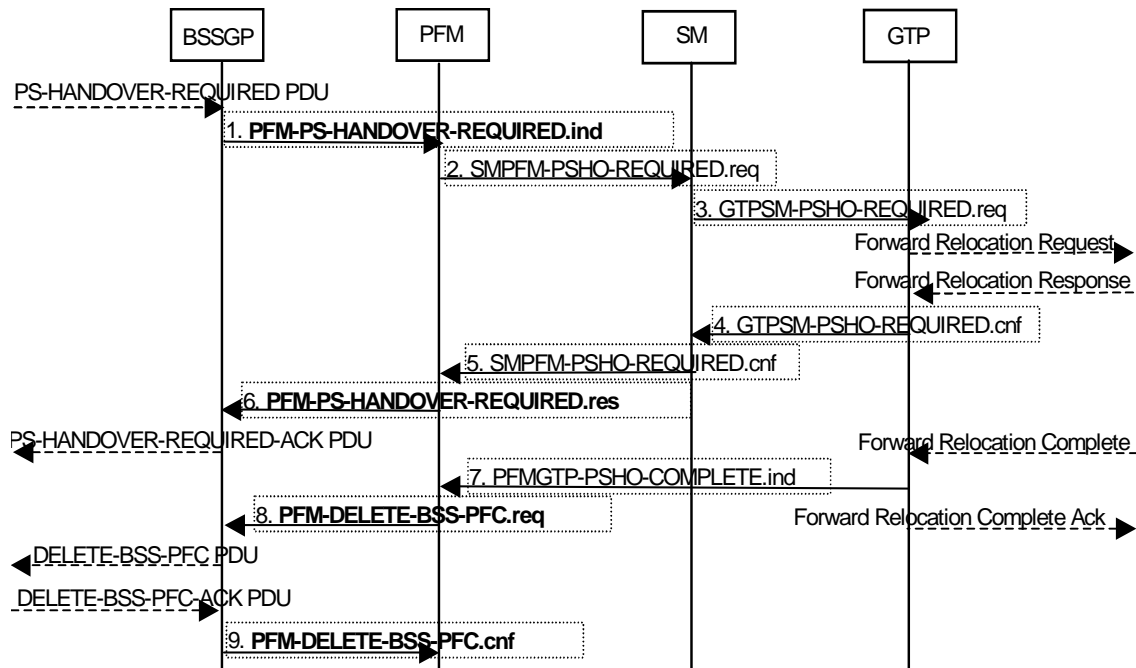 BSSGP PFM SM GTP
PS-HANDOVER-REQUIRED PDU
1. PFM-PS-HANDOVER-REQUIRED.ind
2. SMPFM-PSHO-REQUIRED.req
3. GTPSM-PSHO-REQUIRED.req
Forward Relocation Request
Forward Relocation Response
4. GTPSM-PSHO-REQUIRED.cnf
5. SMPFM-PSHO-REQUIRED.cnf
6. PFM-PS-HANDOVER-REQUIRED.res
PS-HANDOVER-REQUIRED-ACK PDU
Forward Relocation Complete
7. PFMGTP-PSHO-COMPLETE.ind
8. PFM-DELETE-BSS-PFC.req
Forward Relocation Complete Ack
DELETE-BSS-PFC PDU
DELETE-BSS-PFC-ACK PDU
9. PFM-DELETE-BSS-PFC.cnf